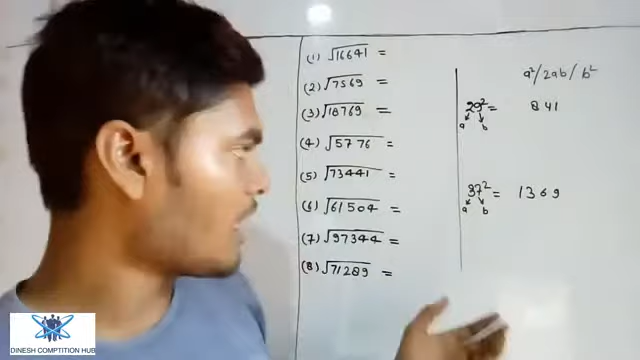 (1) √16641 =
(2) √7569 =
(3) √18769 =
(4) √5776 =
(5) √73441 =
(6) √61504 =
(7) √97344 =
(8) √71289 =
a²/2ab/b²
29² = 841
a b
37² = 1369
a b
DINESH COMPTITION HUB